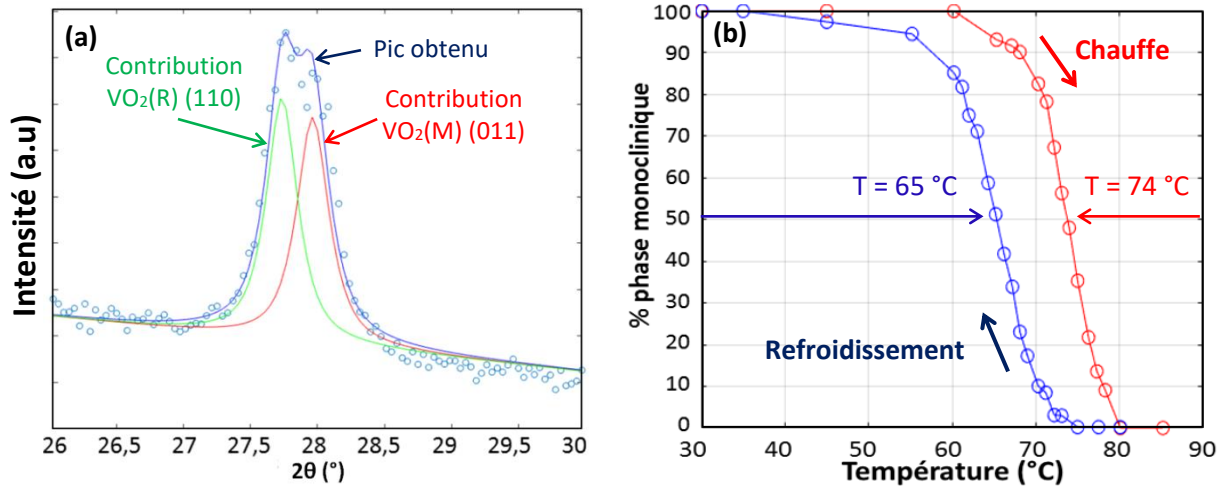 (a)
Pic obtenu
Contribution
VO₂(R) (110)
Contribution
VO₂(M) (011)
Intensité (a.u)
26 26,5 27 27,5 28 28,5 29 29,5 30
2θ (°)
(b)
Chauffe
T = 65 °C
T = 74 °C
Refroidissement
% phase monoclinique
100
90
80
70
60
50
40
30
20
10
0
30 40 50 60 70 80 90
Température (°C)